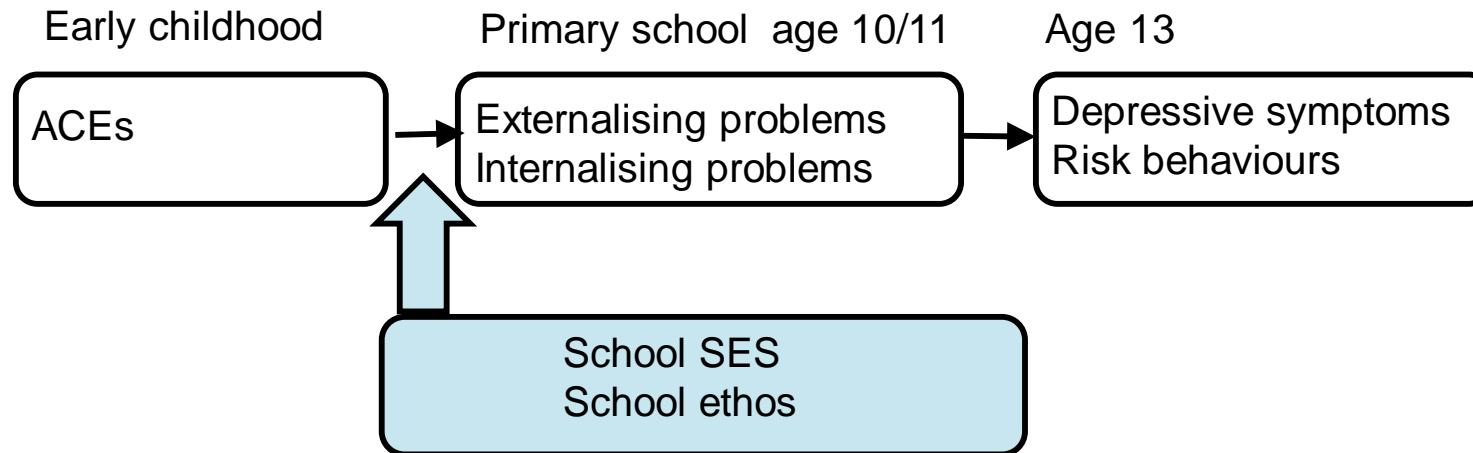 Early childhood
Primary school age 10/11
Age 13
ACEs
Externalising problems
Internalising problems
Depressive symptoms
Risk behaviours
School SES
School ethos